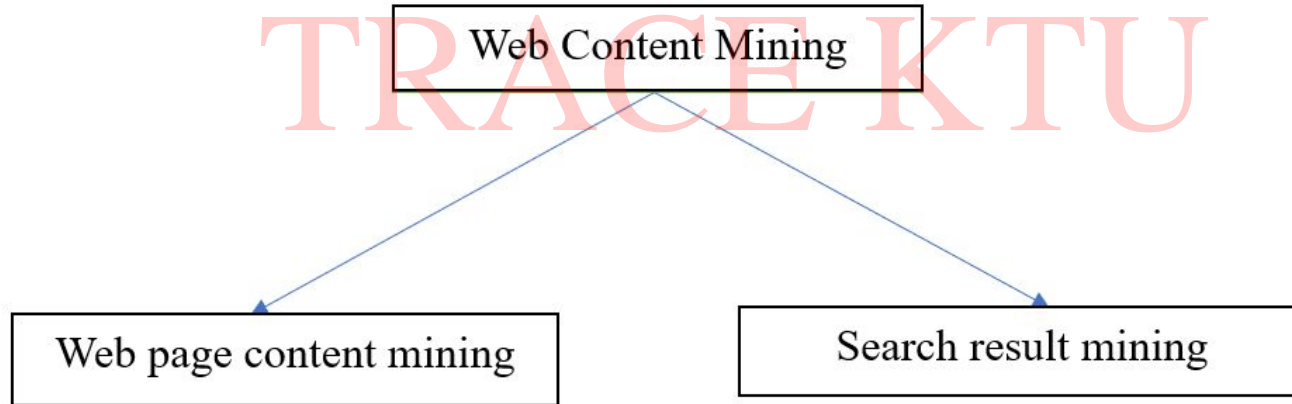 TRACE KTU
Web Content Mining
Web page content mining
Search result mining